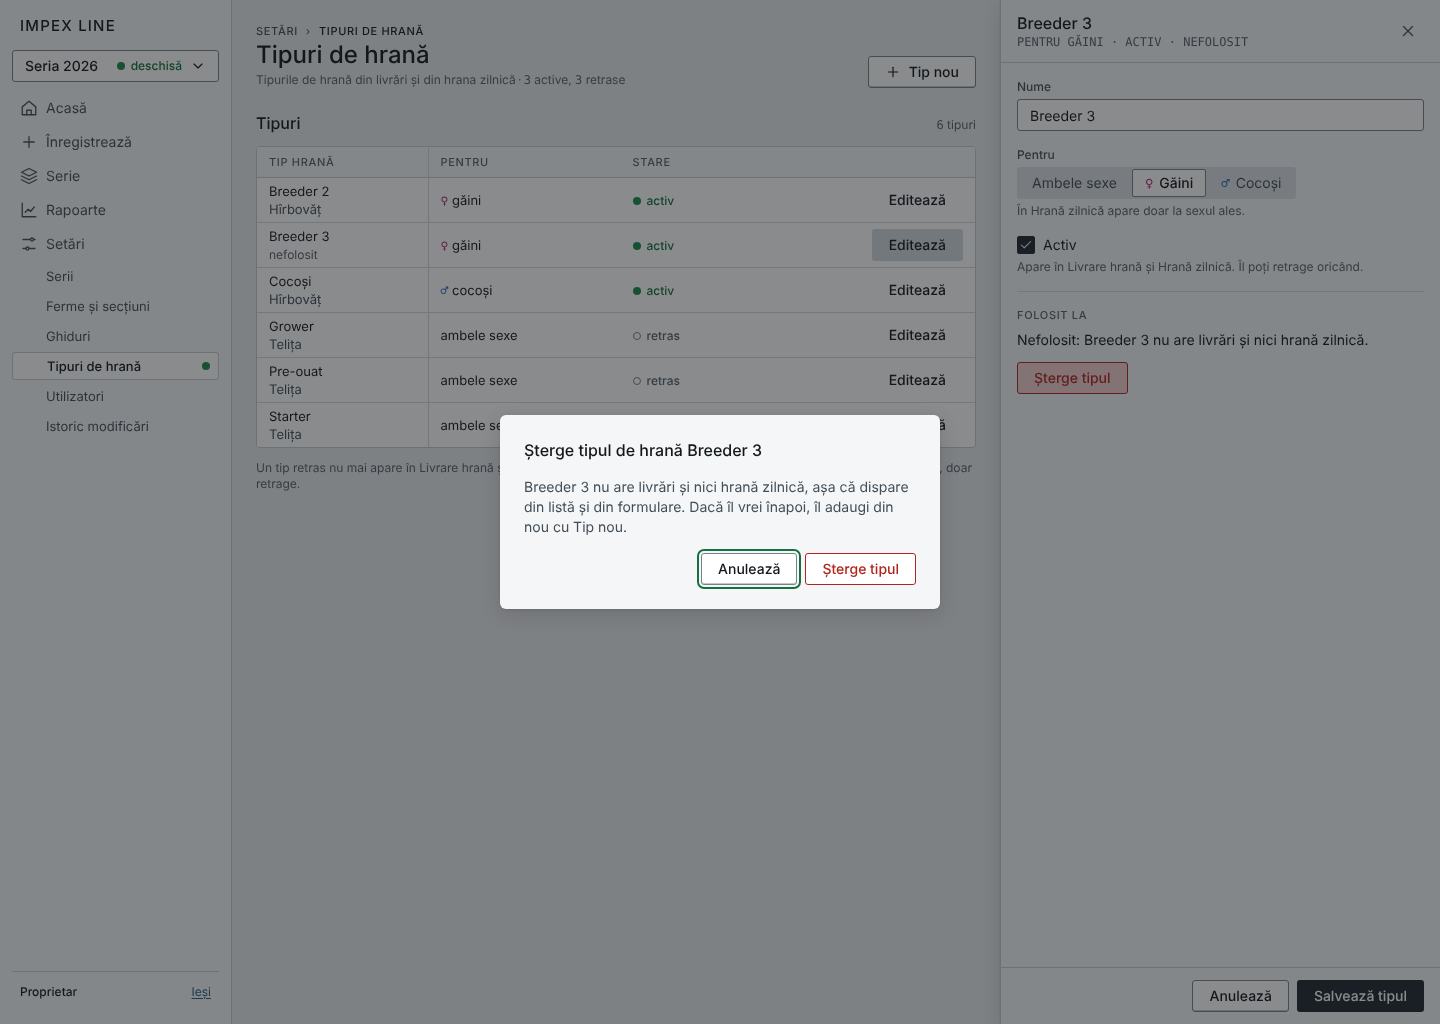 IMPEX LINE
Seria 2026 deschisă
Acasă
Înregistrează
Serie
Rapoarte
Setări
Serii
Ferme și secțiuni
Ghiduri
Tipuri de hrană
Utilizatori
Istoric modificări
Proprietar Ieși
SETĂRI › TIPURI DE HRANĂ
Tipuri de hrană
Tipurile de hrană din livrări și din hrana zilnică · 3 active, 3 retrase
+ Tip nou
Tipuri 6 tipuri
TIP HRANĂ PENTRU STARE
Breeder 2
Hîrbovăț
♀ găini activ Editează
Breeder 3
nefolosit
♀ găini activ Editează
Cocoși
Hîrbovăț
♂ cocoși activ Editează
Grower
Telița
ambele sexe retras Editează
Pre-ouat
Telița
ambele sexe retras Editează
Starter
Telița
ambele
Un tip retras nu mai apare în Livrare hrană , doar
retrage.
Șterge tipul de hrană Breeder 3
Breeder 3 nu are livrări și nici hrană zilnică, așa că dispare
din listă și din formulare. Dacă îl vrei înapoi, îl adaugi din
nou cu Tip nou.
Anulează Șterge tipul
Breeder 3
PENTRU GĂINI · ACTIV · NEFOLOSIT
Nume
Breeder 3
Pentru
Ambele sexe ♀ Găini ♂ Cocoși
În Hrană zilnică apare doar la sexul ales.
Activ
Apare în Livrare hrană și Hrană zilnică. Îl poți retrage oricând.
FOLOSIT LA
Nefolosit: Breeder 3 nu are livrări și nici hrană zilnică.
Șterge tipul
Anulează Salvează tipul